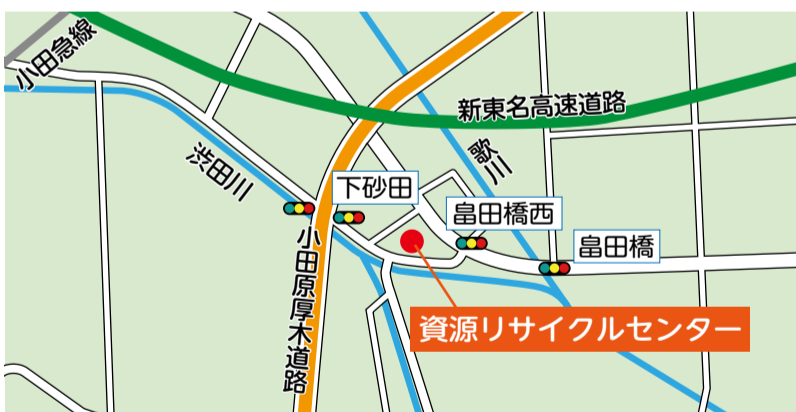 小田急線
新東名高速道路
歌川
渋田川
下砂田
畠田橋西
畠田橋
小田原厚木道路
資源リサイクルセンター